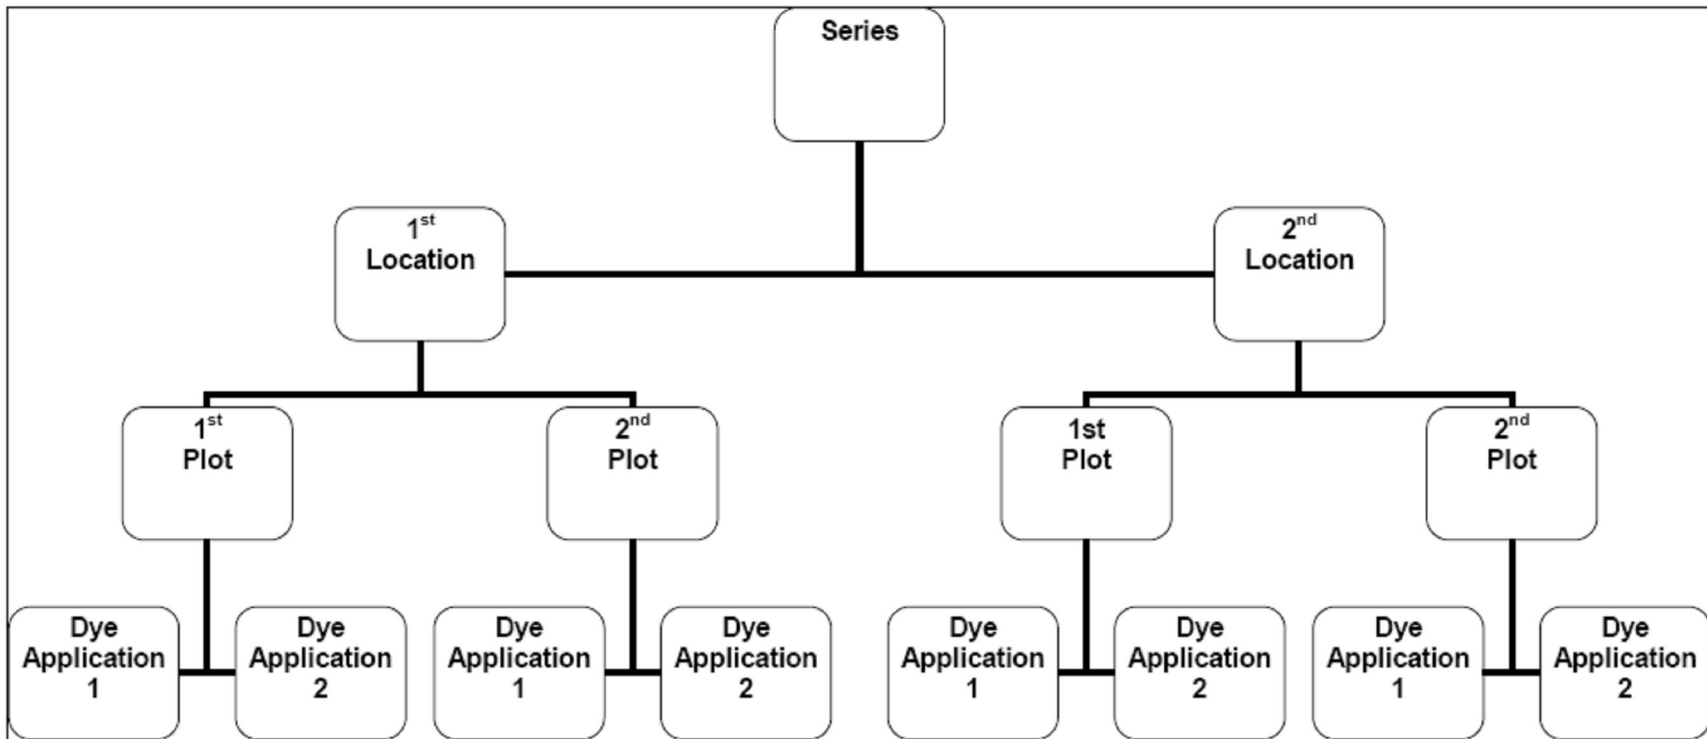 Series
1st
Location
2nd
Location
1st
Plot
2nd
Plot
1st
Plot
2nd
Plot
Dye
Application
1
Dye
Application
2
Dye
Application
1
Dye
Application
2
Dye
Application
1
Dye
Application
2
Dye
Application
1
Dye
Application
2